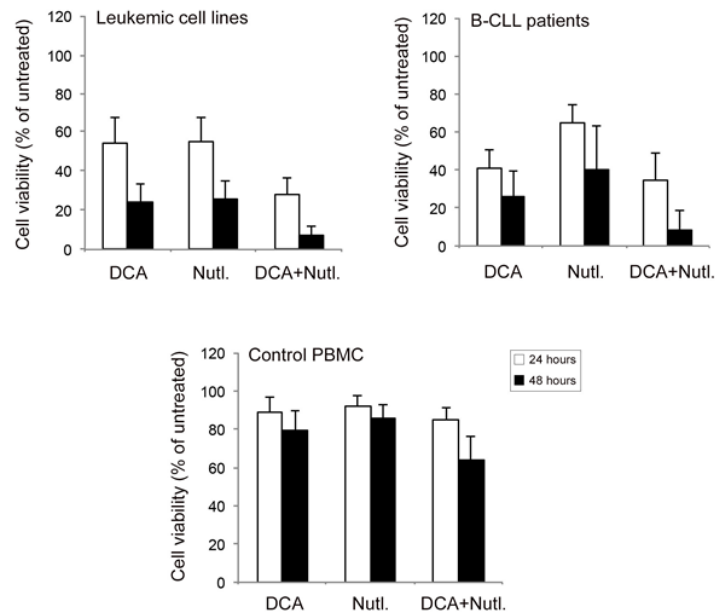 Leukemic cell lines
Cell viability (% of untreated)
120
100
80
60
40
20
0
DCA Nutl. DCA+Nutl.
B-CLL patients
Cell viability (% of untreated)
120
100
80
60
40
20
0
DCA Nutl. DCA+Nutl.
Control PBMC
Cell viability (% of untreated)
120
100
80
60
40
20
0
DCA Nutl. DCA+Nutl.
24 hours
48 hours